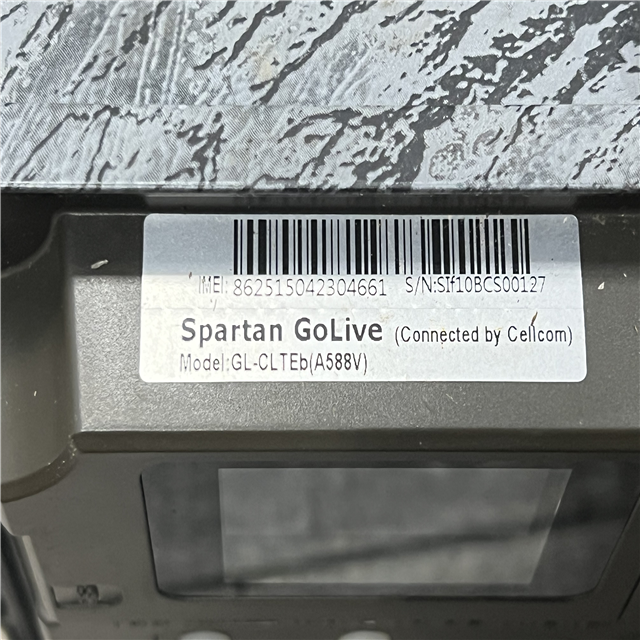 IMEI: 862515042304661 S/N:SIf10BCS00127
Spartan GoLive (Connected by Cellcom)
Model:GL-CLTEb(A588V)